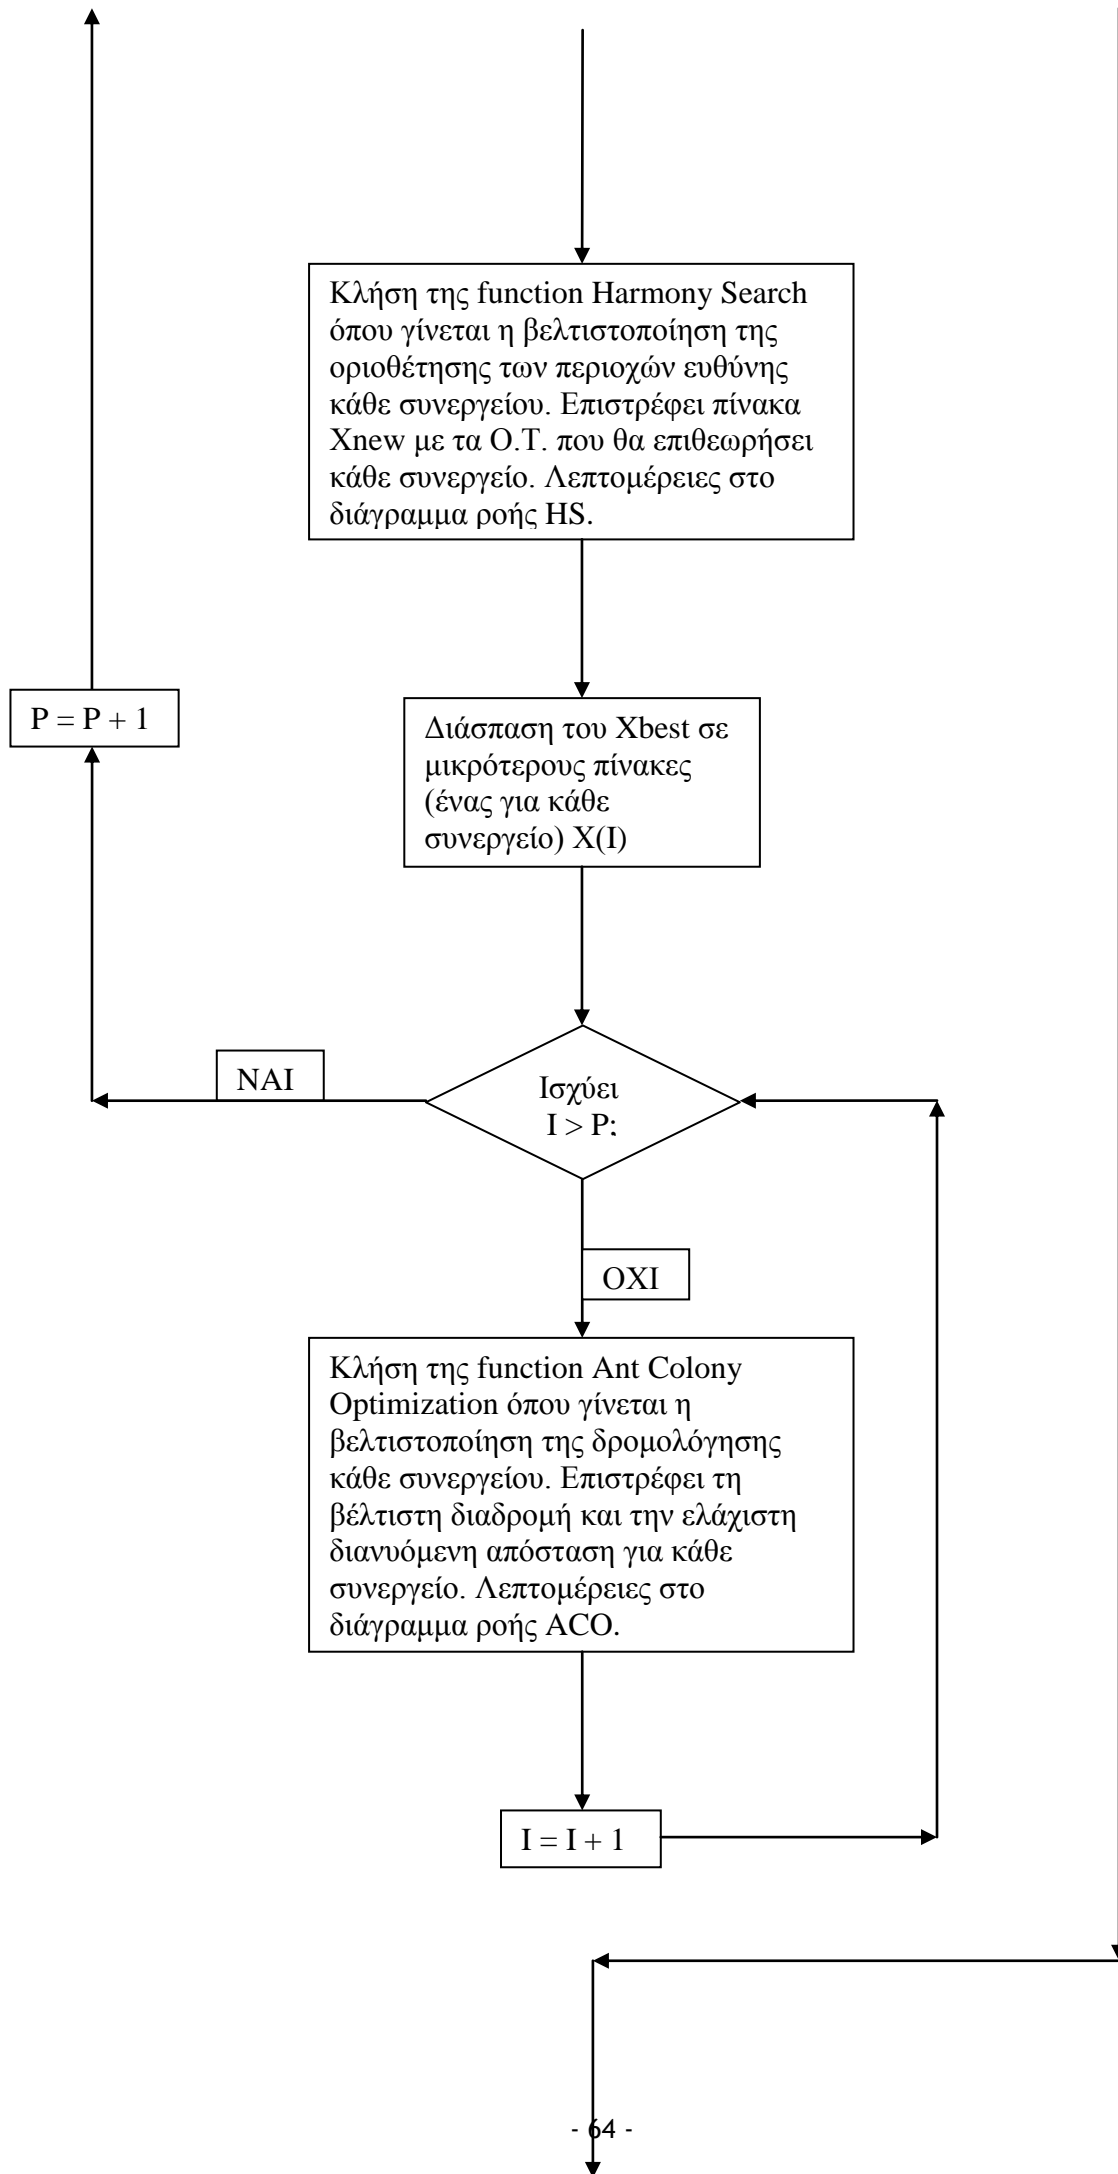 Κλήση της function Harmony Search
όπου γίνεται η βελτιστοποίηση της
οριοθέτησης των περιοχών ευθύνης
κάθε συνεργείου. Επιστρέφει πίνακα
Xnew με τα Ο.Τ. που θα επιθεωρήσει
κάθε συνεργείο. Λεπτομέρειες στο
διάγραμμα ροής HS.
P = P + 1
Διάσπαση του Xbest σε
μικρότερους πίνακες
(ένας για κάθε
συνεργείο) X(I)
ΝΑΙ
Ισχύει
I > P;
ΟΧΙ
Κλήση της function Ant Colony
Optimization όπου γίνεται η
βελτιστοποίηση της δρομολόγησης
κάθε συνεργείου. Επιστρέφει τη
βέλτιστη διαδρομή και την ελάχιστη
διανυόμενη απόσταση για κάθε
συνεργείο. Λεπτομέρειες στο
διάγραμμα ροής ACO.
I = I + 1
- 64 -